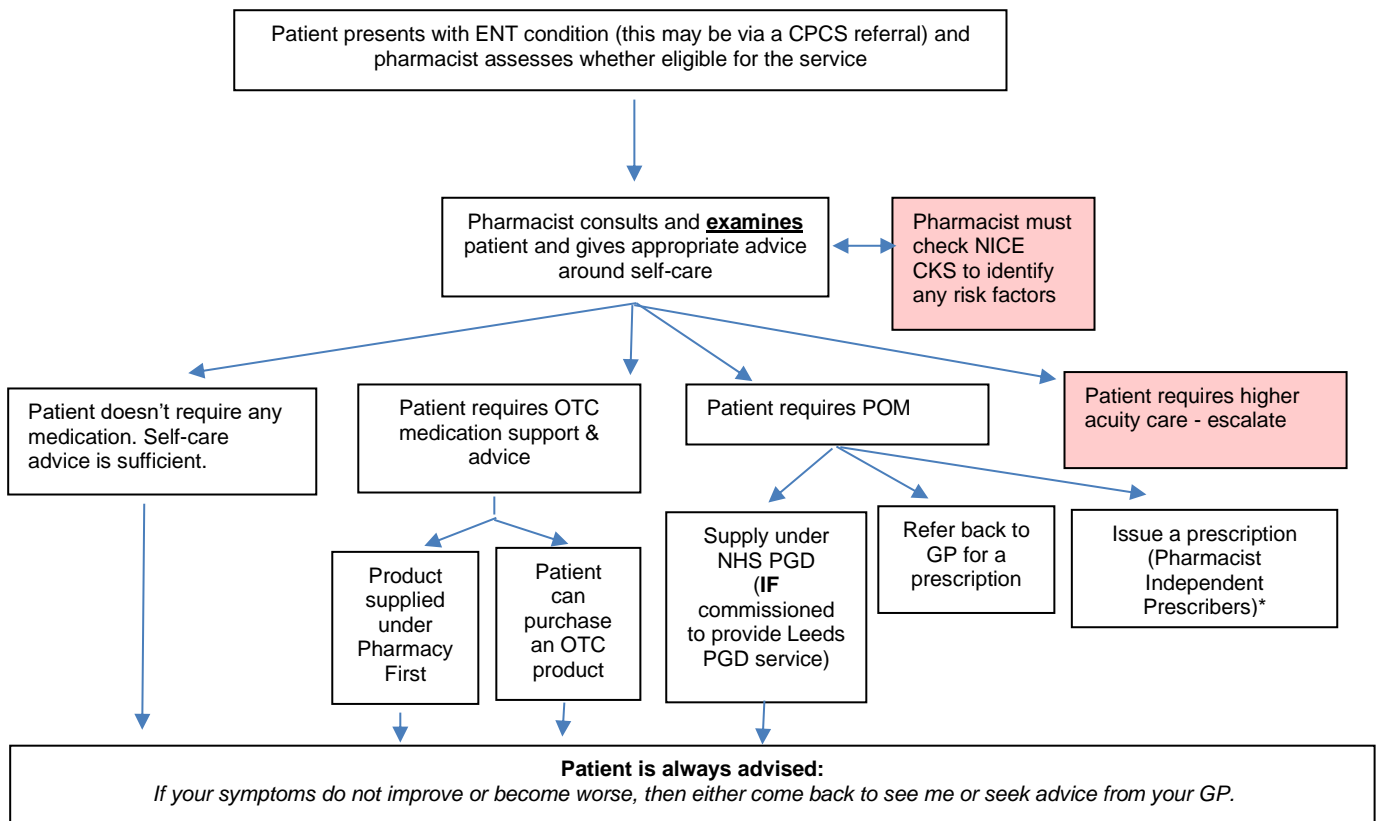 Patient presents with ENT condition (this may be via a CPCS referral) and
pharmacist assesses whether eligible for the service
Pharmacist consults and examines
patient and gives appropriate advice
around self-care
Pharmacist must
check NICE
CKS to identify
any risk factors
Patient doesn’t require any
medication. Self-care
advice is sufficient.
Patient requires OTC
medication support &
advice
Patient requires POM
Patient requires higher
acuity care - escalate
Product
supplied
under
Pharmacy
First
Patient
can
purchase
an OTC
product
Supply under
NHS PGD
(IF
commissioned
to provide Leeds
PGD service)
Refer back to
GP for a
prescription
Issue a prescription
(Pharmacist
Independent
Prescribers)*
Patient is always advised:
If your symptoms do not improve or become worse, then either come back to see me or seek advice from your GP.